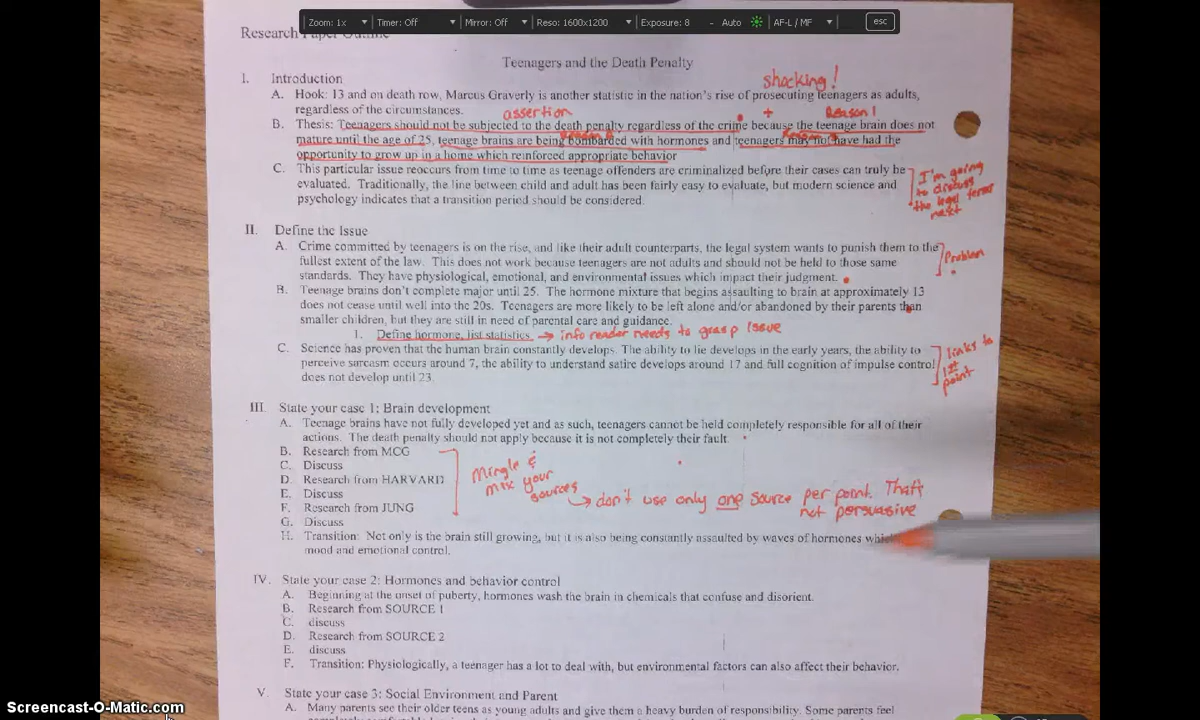 Zoom: 1x Timer: Off Mirror: Off Reso: 1600x1200 Exposure: 8 - Auto AF-L / MF esc
Research Paper Outline
Teenagers and the Death Penalty
shocking!
I. Introduction
A. Hook: 13 and on death row, Marcus Graverly is another statistic in the nation's rise of prosecuting teenagers as adults,
regardless of the circumstances.
assertion + Reason 1
B. Thesis: Teenagers should not be subjected to the death penalty regardless of the crime because the teenage brain does not
mature until the age of 25, teenage brains are being bombarded with hormones and teenagers may not have had the
opportunity to grow up in a home which reinforced appropriate behavior
C. This particular issue reoccurs from time to time as teenage offenders are criminalized before their cases can truly be
evaluated. Traditionally, the line between child and adult has been fairly easy to evaluate, but modern science and
psychology indicates that a transition period should be considered.
I'm going
to discuss
the legal terms
next
II. Define the Issue
A. Crime committed by teenagers is on the rise, and like their adult counterparts, the legal system wants to punish them to the
fullest extent of the law. This does not work because teenagers are not adults and should not be held to those same
standards. They have physiological, emotional, and environmental issues which impact their judgment.
Problem
B. Teenage brains don't complete major until 25. The hormone mixture that begins assaulting to brain at approximately 13
does not cease until well into the 20s. Teenagers are more likely to be left alone and/or abandoned by their parents than
smaller children, but they are still in need of parental care and guidance.
1. Define hormone, list statistics → info reader needs to grasp issue
C. Science has proven that the human brain constantly develops. The ability to lie develops in the early years, the ability to
perceive sarcasm occurs around 7, the ability to understand satire develops around 17 and full cognition of impulse control
does not develop until 23.
links to
1st
point
III. State your case 1: Brain development
A. Teenage brains have not fully developed yet and as such, teenagers cannot be held completely responsible for all of their
actions. The death penalty should not apply because it is not completely their fault.
B. Research from MCG
C. Discuss
D. Research from HARVARD
E. Discuss
F. Research from JUNG
G. Discuss
Mingle &
mix your
sources
→ don't use only one source per point. That's
not persuasive
H. Transition: Not only is the brain still growing, but it is also being constantly assaulted by waves of hormones
mood and emotional control.
IV. State your case 2: Hormones and behavior control
A. Beginning at the onset of puberty, hormones wash the brain in chemicals that confuse and disorient.
B. Research from SOURCE 1
C. discuss
D. Research from SOURCE 2
E. discuss
F. Transition: Physiologically, a teenager has a lot to deal with, but environmental factors can also affect their behavior.
V. State your case 3: Social Environment and Parent
A. Many parents see their older teens as young adults and give them a heavy burden of responsibility. Some parents feel
Screencast-O-Matic.com